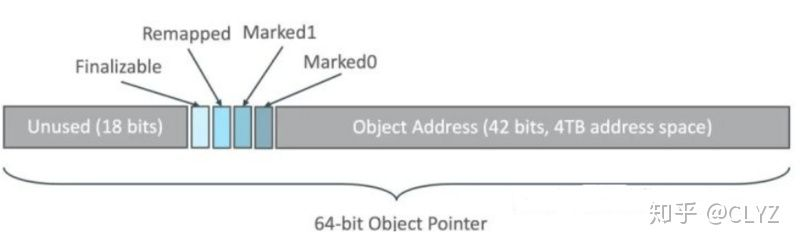 Remapped Marked1
Finalizable Marked0
Unused (18 bits) Object Address (42 bits, 4TB address space)
64-bit Object Pointer
知乎 @CLYZ